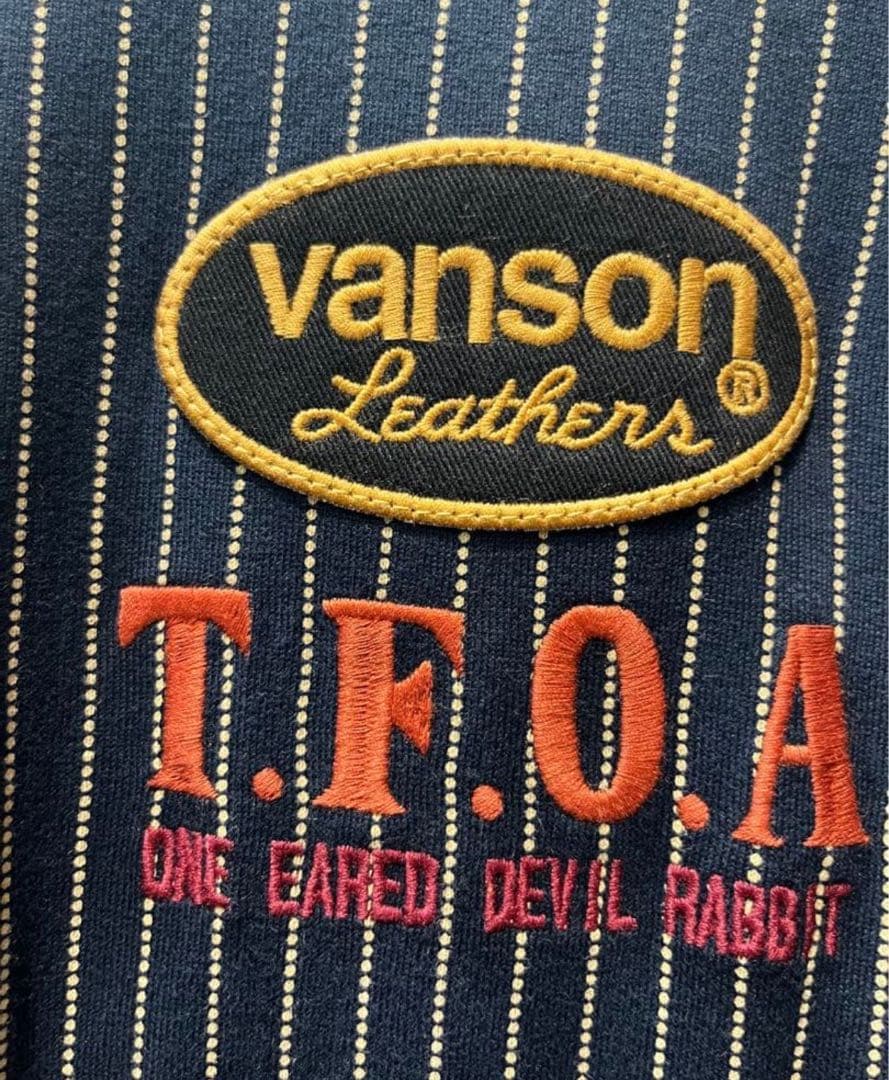 vanson
Leathers ®
T.F.O.A
ONE EARED DEVIL RABBIT